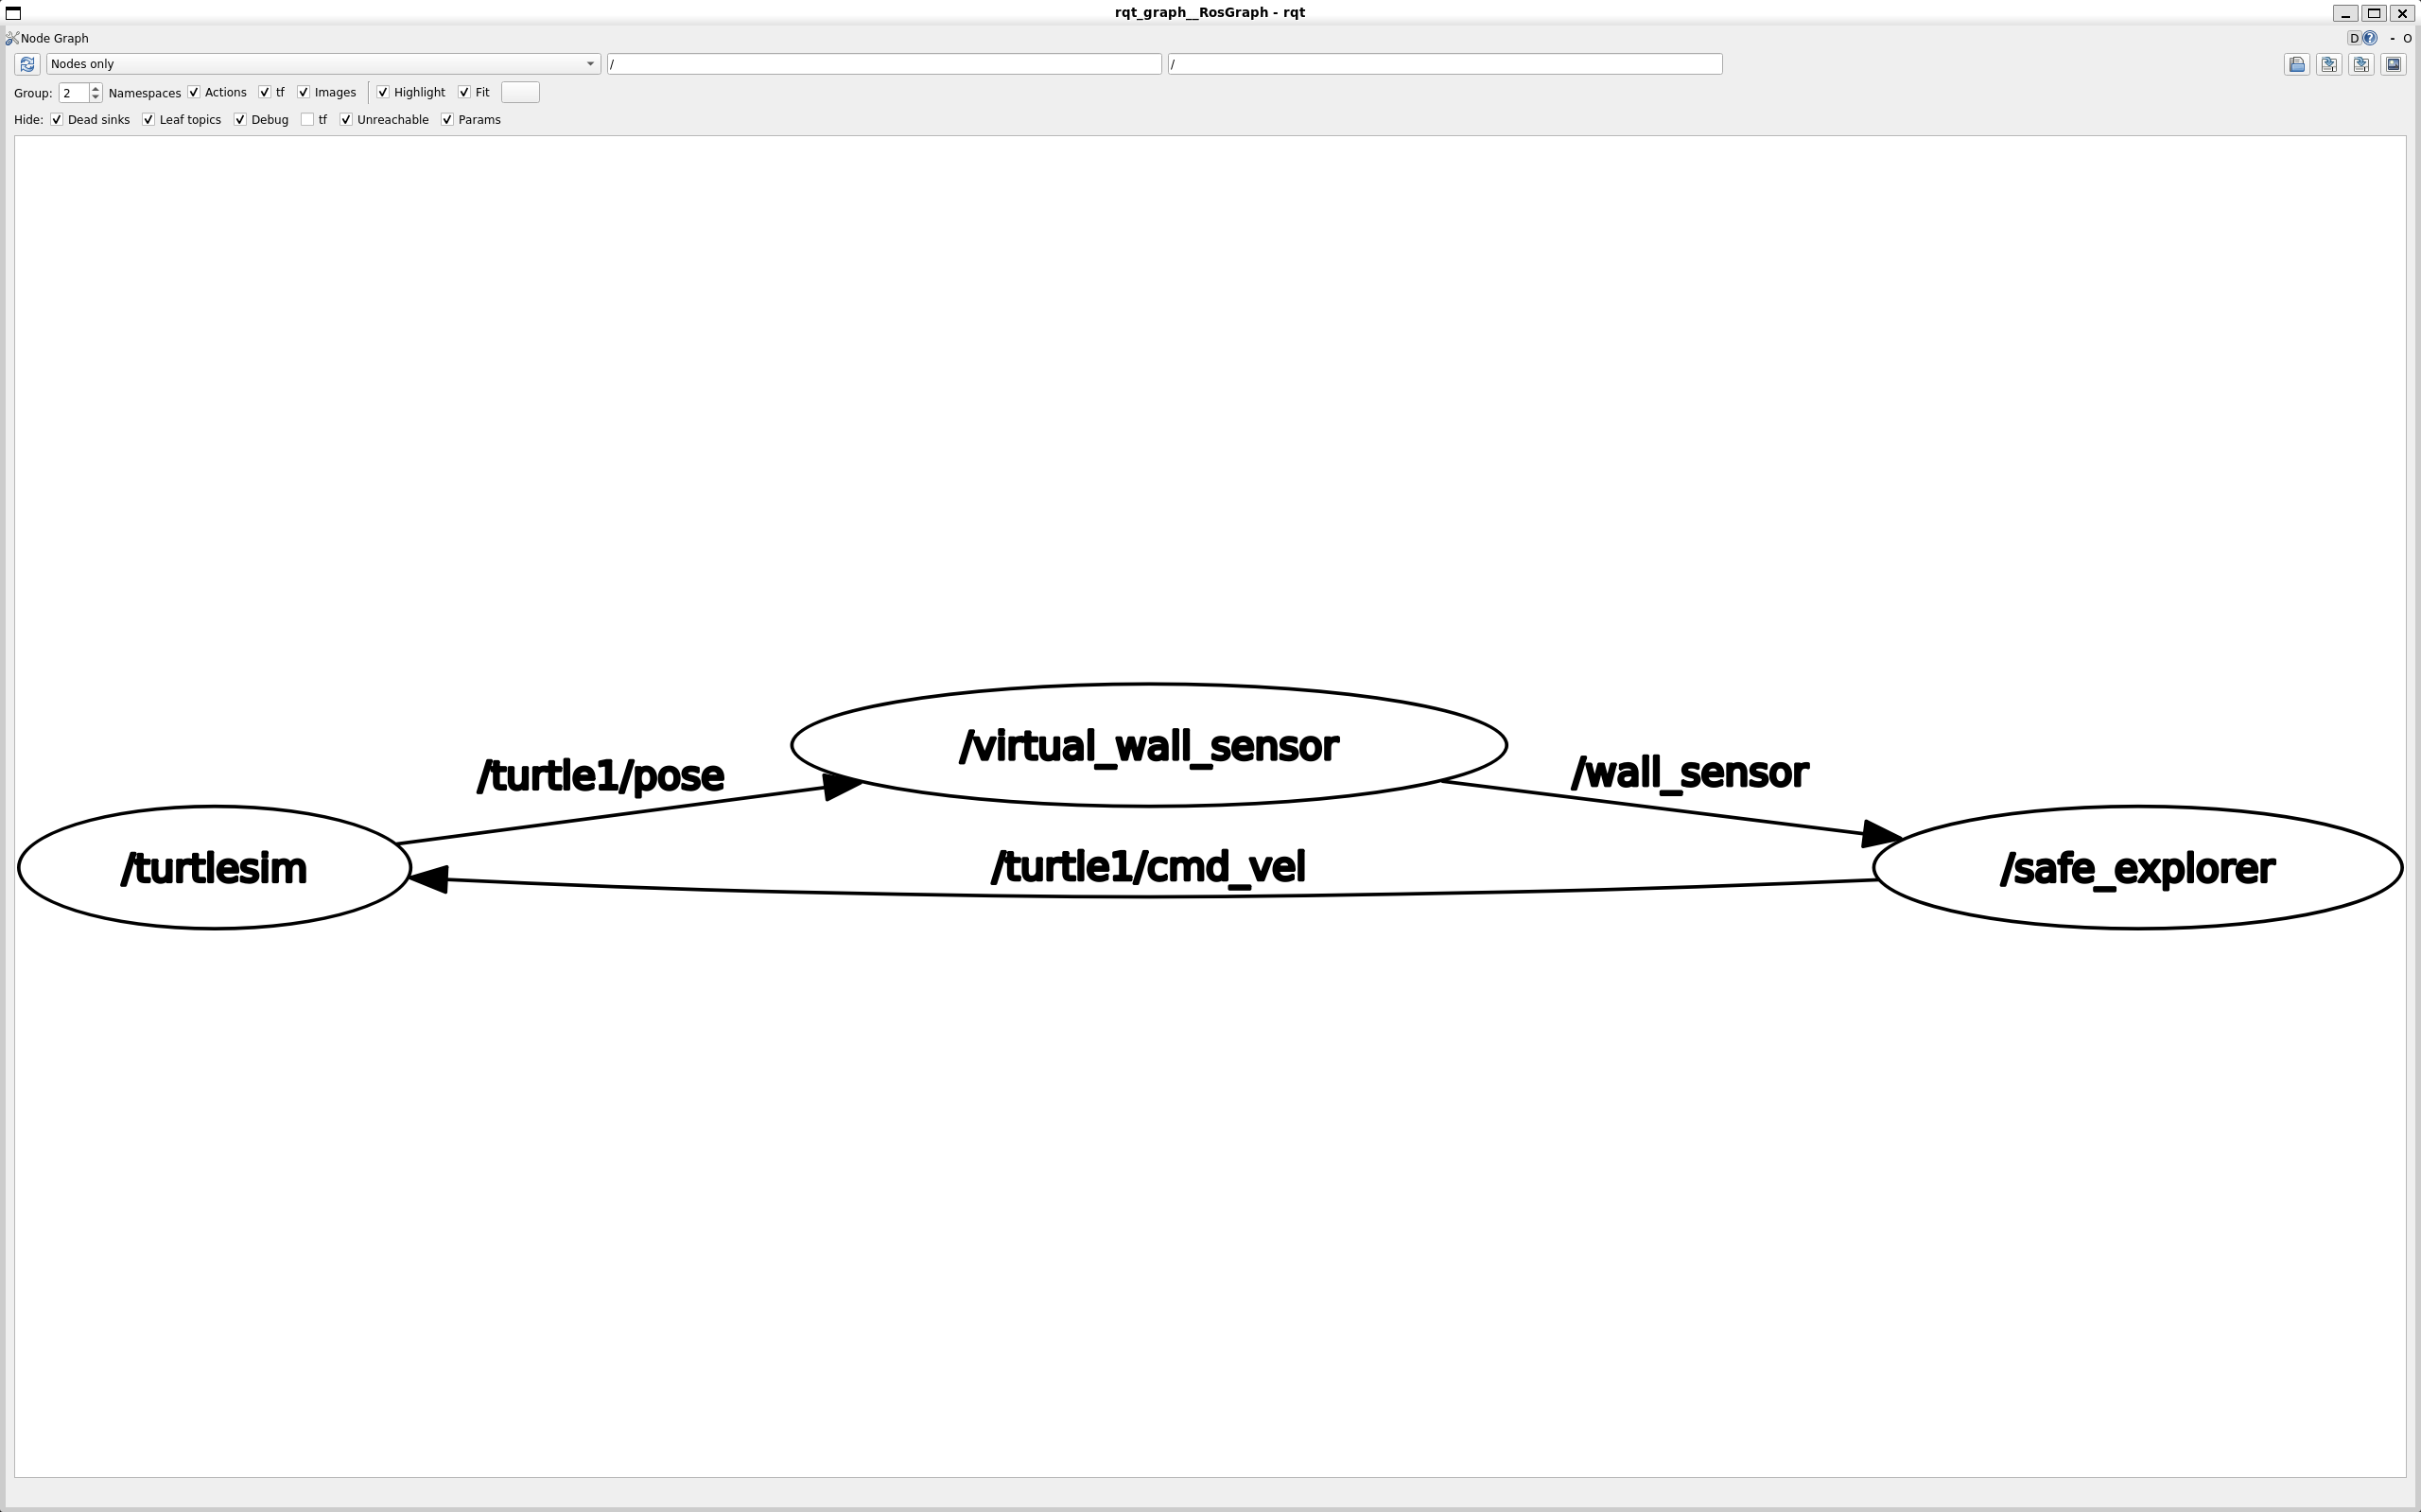 rqt_graph__RosGraph - rqt
Node Graph
D ? - O
Nodes only / /
Group: 2 Namespaces Actions tf Images Highlight Fit
Hide: Dead sinks Leaf topics Debug tf Unreachable Params
/virtual_wall_sensor
/turtle1/pose
/wall_sensor
/turtlesim
/turtle1/cmd_vel
/safe_explorer